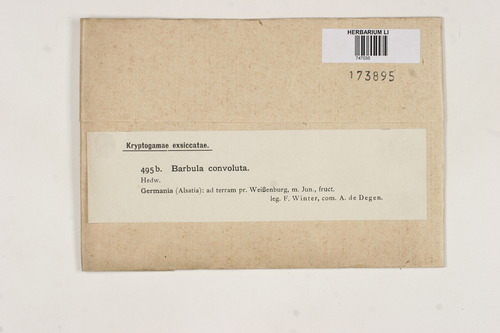 HERBARIUM LI
747035
173895
Kryptogamae exsiccatae.
495 b. Barbula convoluta.
Hedw.
Germania (Alsatia): ad terram pr. Weißenburg, m. Jun., fruct.
leg. F. Winter, com. A. de Degen.